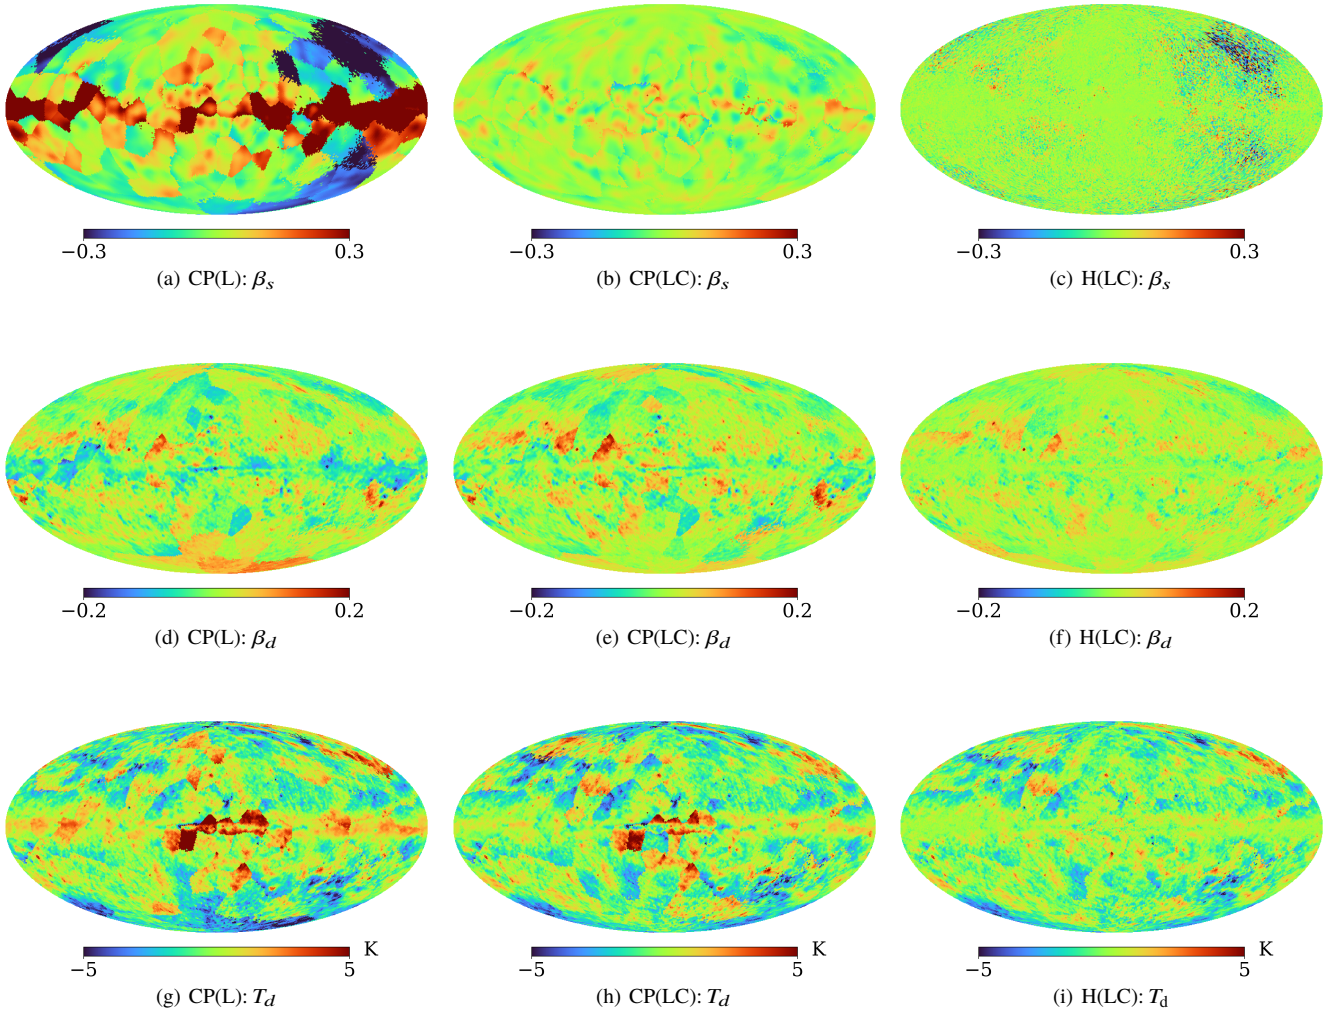 −0.3 0.3 −0.3 0.3 −0.3 0.3
(a) CP(L): βs (b) CP(LC): βs (c) H(LC): βs
−0.2 0.2 −0.2 0.2 −0.2 0.2
(d) CP(L): βd (e) CP(LC): βd (f) H(LC): βd
−5 5 K −5 5 K −5 5 K
(g) CP(L): Td (h) CP(LC): Td (i) H(LC): Td